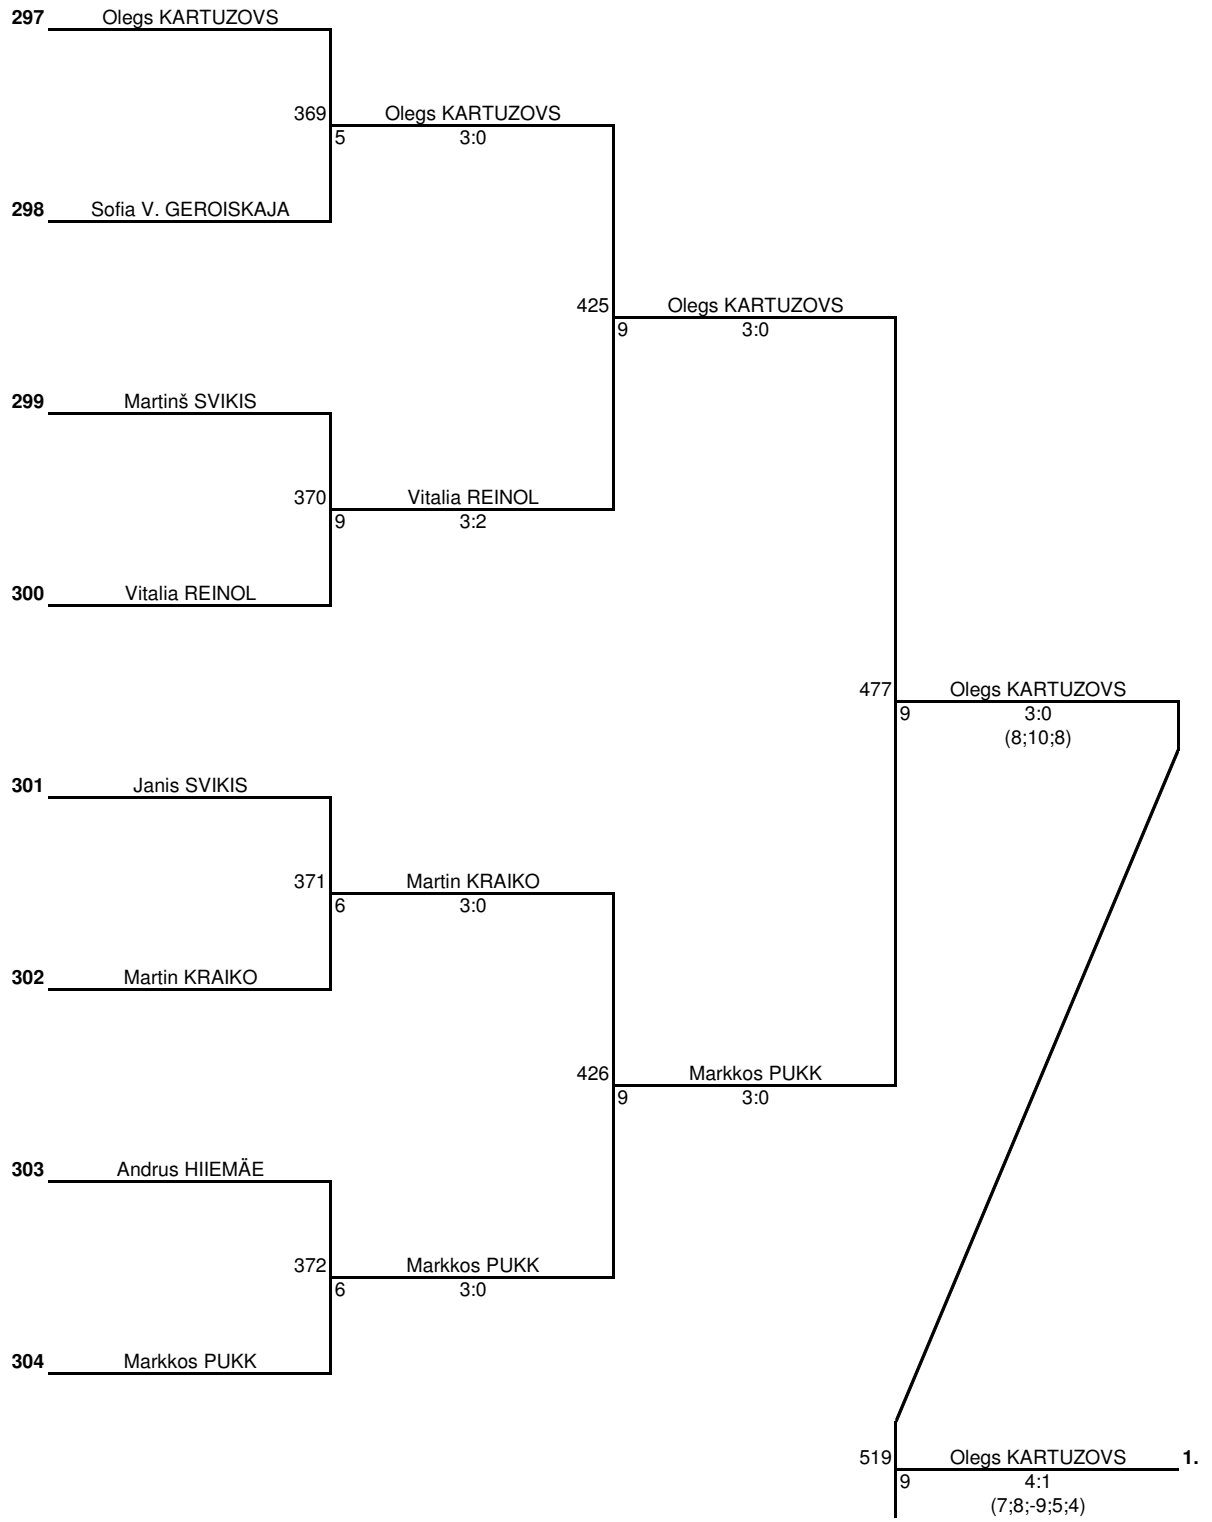 297 Olegs KARTUZOVS
369 Olegs KARTUZOVS
5 3:0
298 Sofia V. GEROISKAJA
425 Olegs KARTUZOVS
9 3:0
299 Martinš SVIKIS
370 Vitalia REINOL
9 3:2
300 Vitalia REINOL
477 Olegs KARTUZOVS
9 3:0
(8;10;8)
301 Janis SVIKIS
371 Martin KRAIKO
6 3:0
302 Martin KRAIKO
426 Markkos PUKK
9 3:0
303 Andrus HIIEMÄE
372 Markkos PUKK
6 3:0
304 Markkos PUKK
519 Olegs KARTUZOVS 1.
9 4:1
(7;8;-9;5;4)